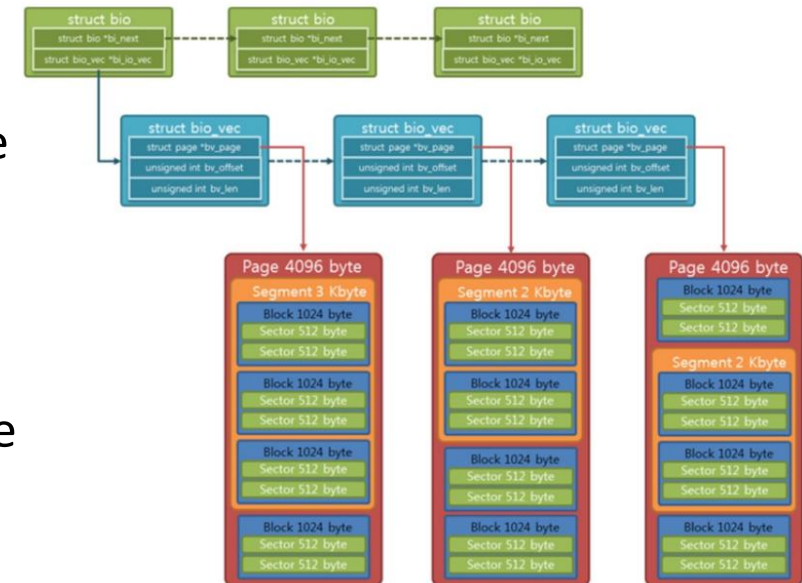 struct bio
struct bio *bi_next
struct bio_vec *bi_io_vec
struct bio
struct bio *bi_next
struct bio_vec *bi_io_vec
struct bio
struct bio *bi_next
struct bio_vec *bi_io_vec
e
struct bio_vec
struct page *bv_page
unsigned int bv_offset
unsigned int bv_len
struct bio_vec
struct page *bv_page
unsigned int bv_offset
unsigned int bv_len
struct bio_vec
struct page *bv_page
unsigned int bv_offset
unsigned int bv_len
e
Page 4096 byte
Segment 3 Kbyte
Block 1024 byte
Sector 512 byte
Sector 512 byte
Block 1024 byte
Sector 512 byte
Sector 512 byte
Block 1024 byte
Sector 512 byte
Sector 512 byte
Block 1024 byte
Sector 512 byte
Sector 512 byte
Page 4096 byte
Segment 2 Kbyte
Block 1024 byte
Sector 512 byte
Sector 512 byte
Block 1024 byte
Sector 512 byte
Sector 512 byte
Block 1024 byte
Sector 512 byte
Sector 512 byte
Block 1024 byte
Sector 512 byte
Sector 512 byte
Page 4096 byte
Block 1024 byte
Sector 512 byte
Sector 512 byte
Segment 2 Kbyte
Block 1024 byte
Sector 512 byte
Sector 512 byte
Block 1024 byte
Sector 512 byte
Sector 512 byte
Block 1024 byte
Sector 512 byte
Sector 512 byte